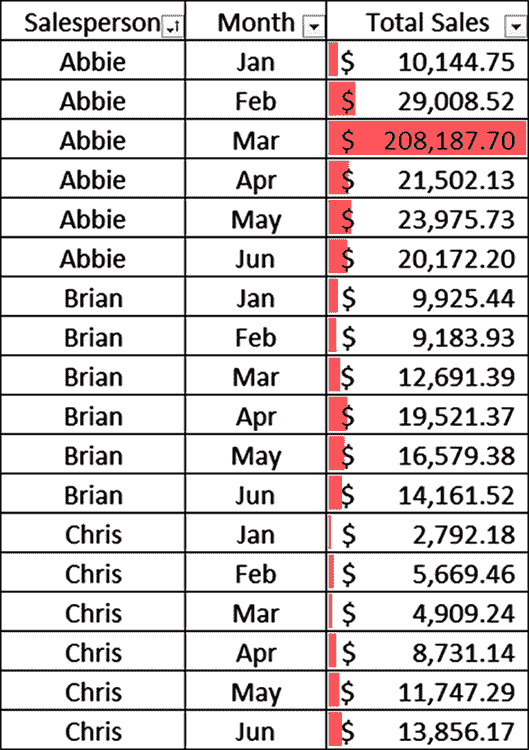 Salesperson Month Total Sales
Abbie Jan $ 10,144.75
Abbie Feb $ 29,008.52
Abbie Mar $ 208,187.70
Abbie Apr $ 21,502.13
Abbie May $ 23,975.73
Abbie Jun $ 20,172.20
Brian Jan $ 9,925.44
Brian Feb $ 9,183.93
Brian Mar $ 12,691.39
Brian Apr $ 19,521.37
Brian May $ 16,579.38
Brian Jun $ 14,161.52
Chris Jan $ 2,792.18
Chris Feb $ 5,669.46
Chris Mar $ 4,909.24
Chris Apr $ 8,731.14
Chris May $ 11,747.29
Chris Jun $ 13,856.17